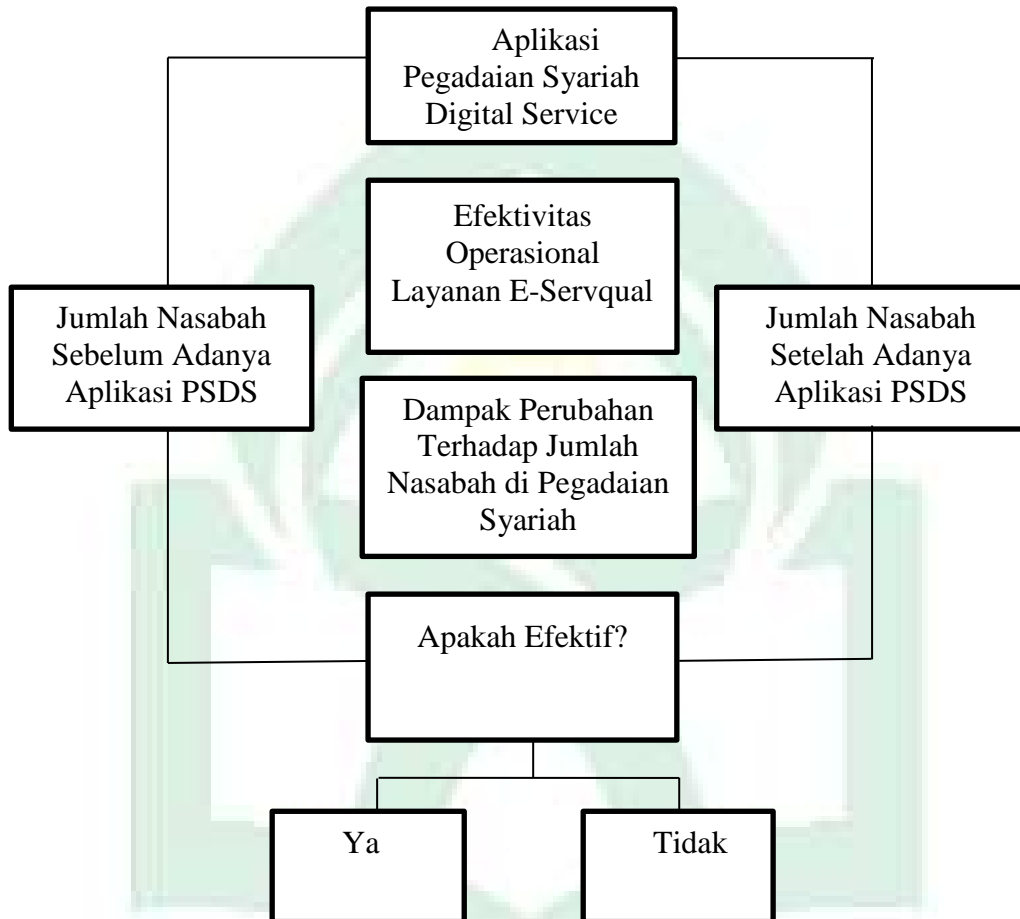 Aplikasi
Pegadaian Syariah
Digital Service
Efektivitas
Operasional
Layanan E-Servqual
Jumlah Nasabah
Sebelum Adanya
Aplikasi PSDS
Jumlah Nasabah
Setelah Adanya
Aplikasi PSDS
Dampak Perubahan
Terhadap Jumlah
Nasabah di Pegadaian
Syariah
Apakah Efektif?
Ya
Tidak